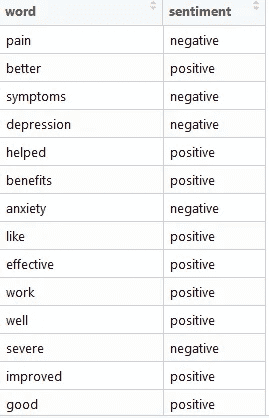 word sentiment
pain negative
better positive
symptoms negative
depression negative
helped positive
benefits positive
anxiety negative
like positive
effective positive
work positive
well positive
severe negative
improved positive
good positive